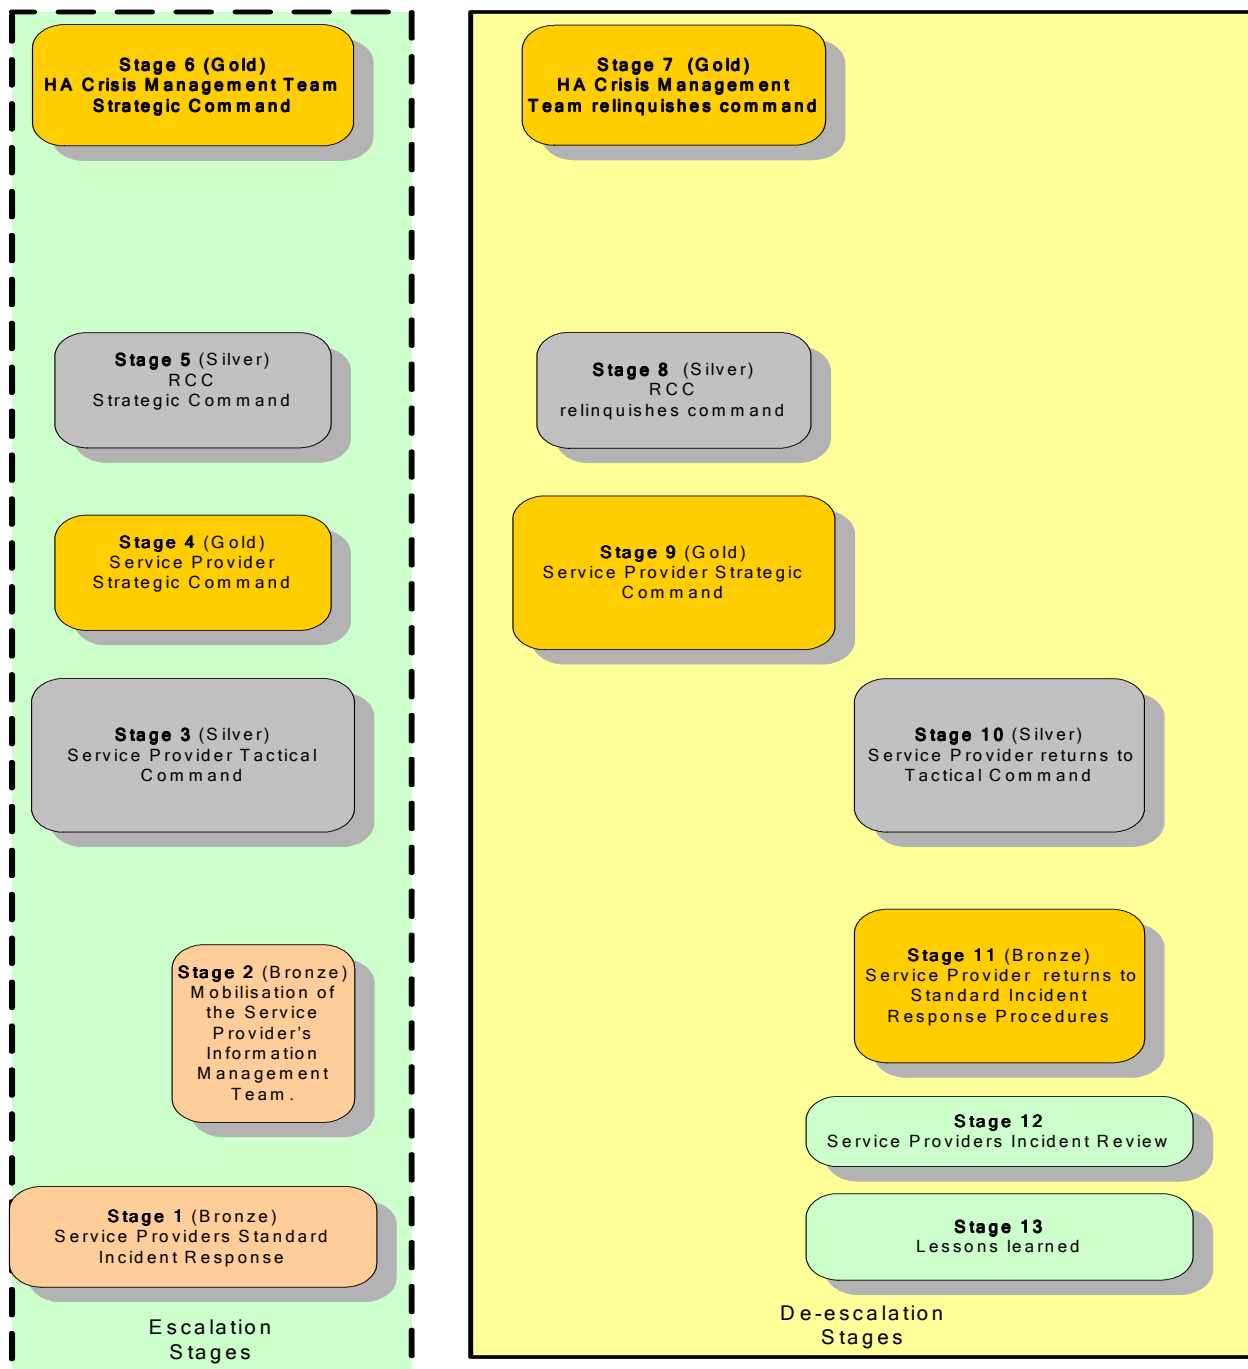 Stage 6 (Gold)
HA Crisis Management Team
Strategic Command
Stage 5 (Silver)
RCC
Strategic Command
Stage 4 (Gold)
Service Provider
Strategic Command
Stage 3 (Silver)
Service Provider Tactical
Command
Stage 2 (Bronze)
Mobilisation of
the Service
Provider's
Information
Management
Team.
Stage 1 (Bronze)
Service Providers Standard
Incident Response
Escalation
Stages
Stage 7 (Gold)
HA Crisis Management
Team relinquishes command
Stage 8 (Silver)
RCC
relinquishes command
Stage 9 (Gold)
Service Provider Strategic
Command
Stage 10 (Silver)
Service Provider returns to
Tactical Command
Stage 11 (Bronze)
Service Provider returns to
Standard Incident
Response Procedures
Stage 12
Service Providers Incident Review
Stage 13
Lessons learned
De-escalation
Stages